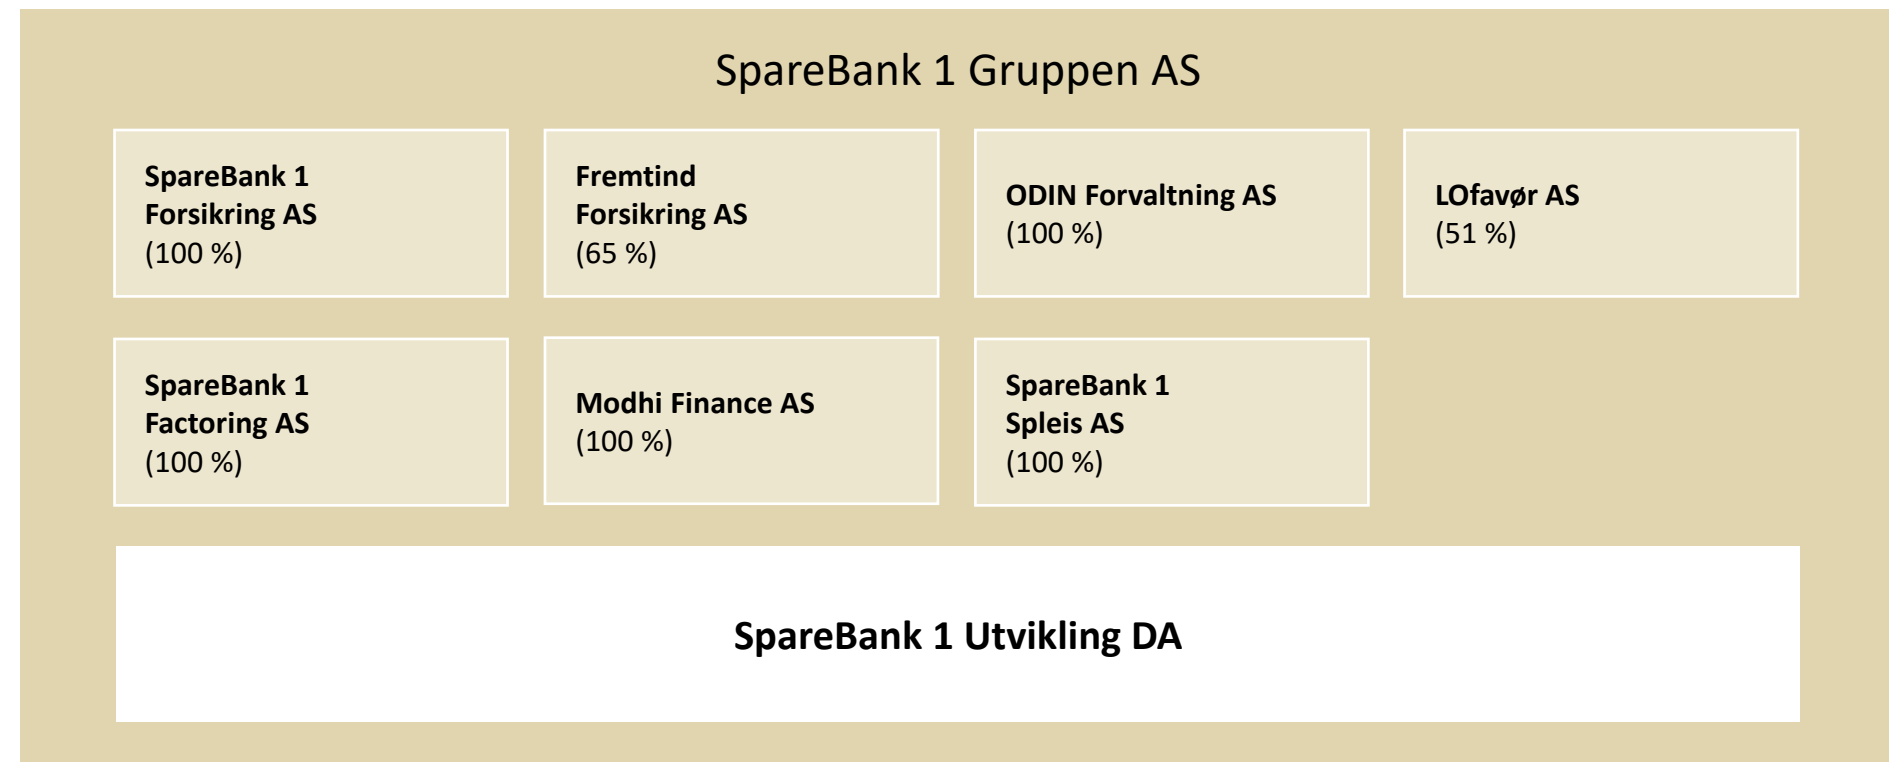 SpareBank 1 Gruppen AS
SpareBank 1
Forsikring AS
(100 %)
Fremtind
Forsikring AS
(65 %)
ODIN Forvaltning AS
(100 %)
LOfavør AS
(51 %)
SpareBank 1
Factoring AS
(100 %)
Modhi Finance AS
(100 %)
SpareBank 1
Spleis AS
(100 %)
SpareBank 1 Utvikling DA